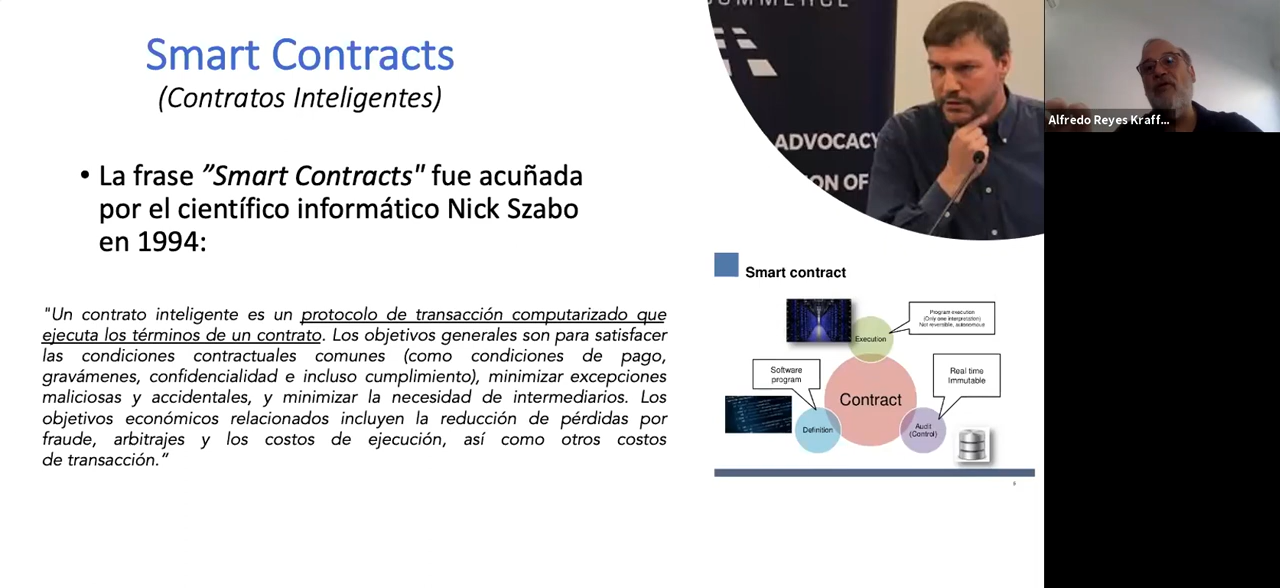 Smart Contracts
(Contratos Inteligentes)
• La frase ”Smart Contracts" fue acuñada
por el científico informático Nick Szabo
en 1994:
"Un contrato inteligente es un protocolo de transacción computarizado que
ejecuta los términos de un contrato. Los objetivos generales son para satisfacer
las condiciones contractuales comunes (como condiciones de pago,
gravámenes, confidencialidad e incluso cumplimiento), minimizar excepciones
maliciosas y accidentales, y minimizar la necesidad de intermediarios. Los
objetivos económicos relacionados incluyen la reducción de pérdidas por
fraude, arbitrajes y los costos de ejecución, así como otros costos
de transacción.”
ADVOCACY
ON OF
Alfredo Reyes Kraff...
Smart contract
Program execution
(Only one interpretation)
Not reversible, autonomous
Execution
Software
program
Real time
Immutable
Contract
Definition
Audit
(Control)